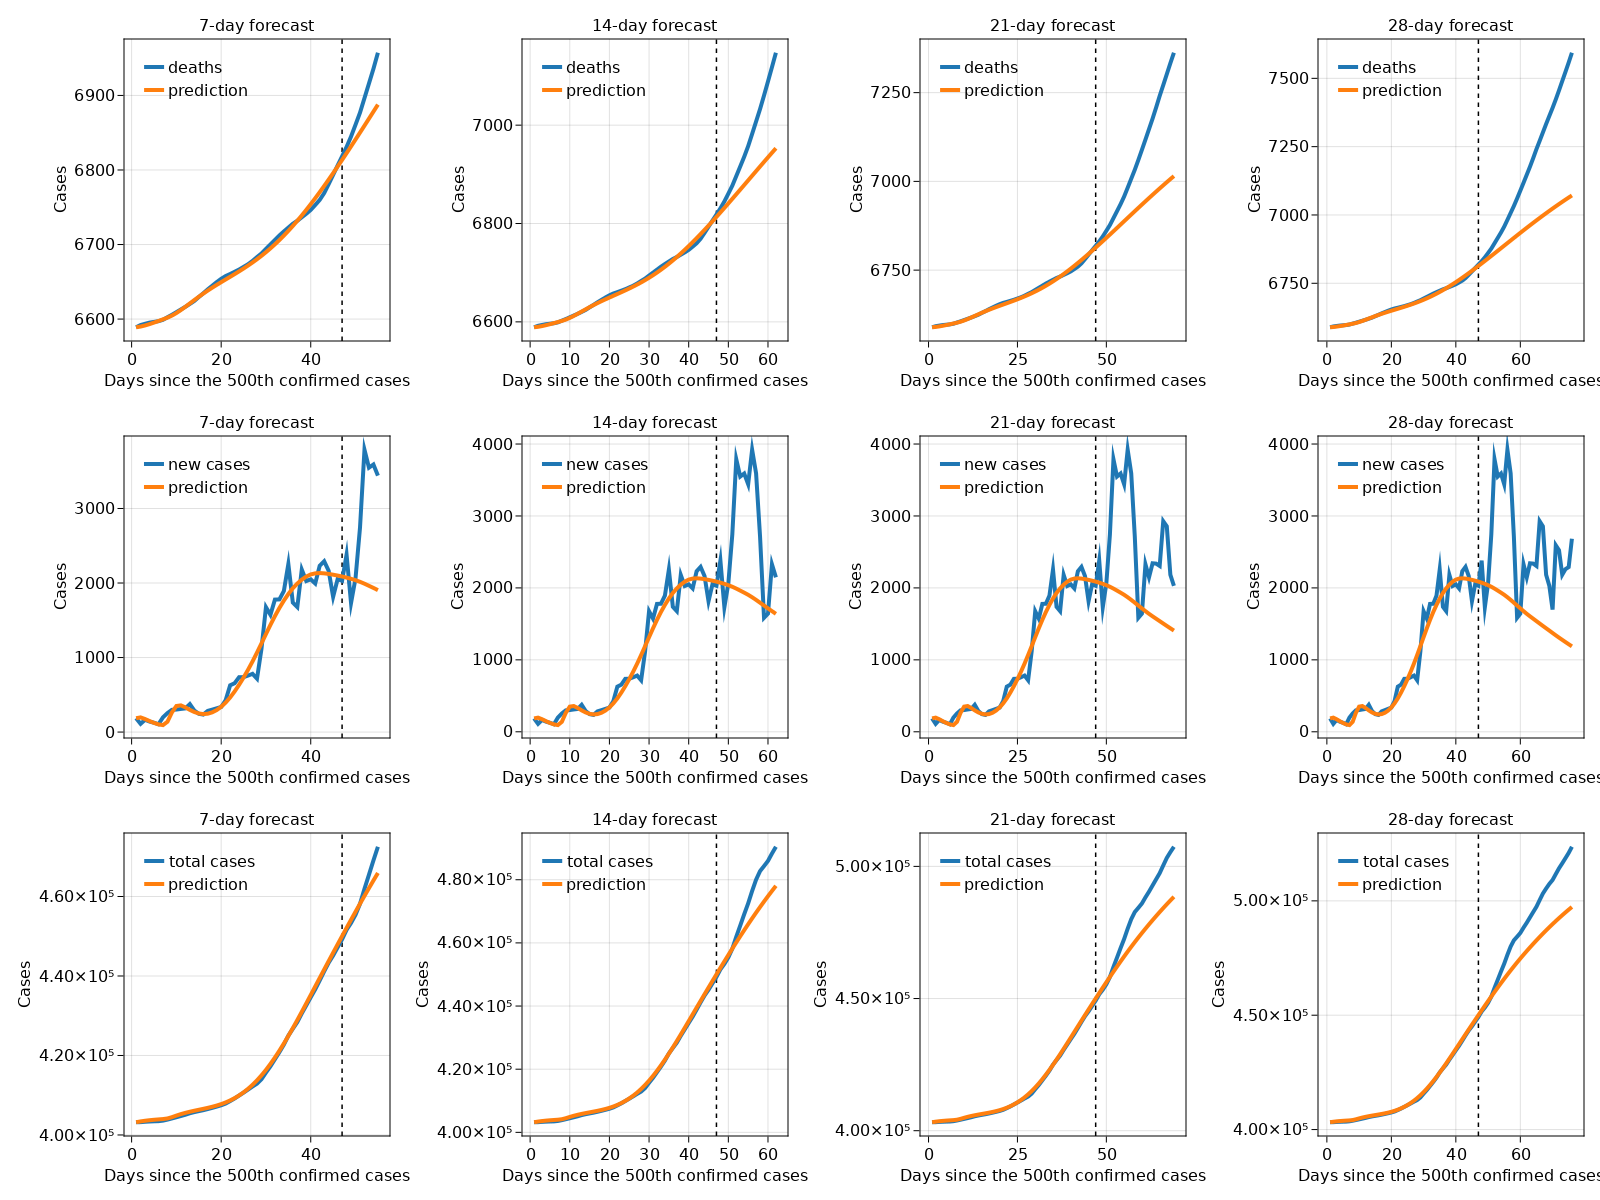 7-day forecast
14-day forecast
21-day forecast
28-day forecast
deaths
prediction
Cases
6900
6800
6700
6600
0 20 40
Days since the 500th confirmed cases
deaths
prediction
Cases
7000
6800
6600
0 10 20 30 40 50 60
Days since the 500th confirmed cases
deaths
prediction
Cases
7250
7000
6750
0 25 50
Days since the 500th confirmed cases
deaths
prediction
Cases
7500
7250
7000
6750
0 20 40 60
Days since the 500th confirmed cases
7-day forecast
14-day forecast
21-day forecast
28-day forecast
new cases
prediction
Cases
3000
2000
1000
0
0 20 40
Days since the 500th confirmed cases
new cases
prediction
Cases
4000
3000
2000
1000
0
0 10 20 30 40 50 60
Days since the 500th confirmed cases
new cases
prediction
Cases
4000
3000
2000
1000
0
0 25 50
Days since the 500th confirmed cases
new cases
prediction
Cases
4000
3000
2000
1000
0
0 20 40 60
Days since the 500th confirmed cases
7-day forecast
14-day forecast
21-day forecast
28-day forecast
total cases
prediction
Cases
4.60×10⁵
4.40×10⁵
4.20×10⁵
4.00×10⁵
0 20 40
Days since the 500th confirmed cases
total cases
prediction
Cases
4.80×10⁵
4.60×10⁵
4.40×10⁵
4.20×10⁵
4.00×10⁵
0 10 20 30 40 50 60
Days since the 500th confirmed cases
total cases
prediction
Cases
5.00×10⁵
4.50×10⁵
4.00×10⁵
0 25 50
Days since the 500th confirmed cases
total cases
prediction
Cases
5.00×10⁵
4.50×10⁵
4.00×10⁵
0 20 40 60
Days since the 500th confirmed cases